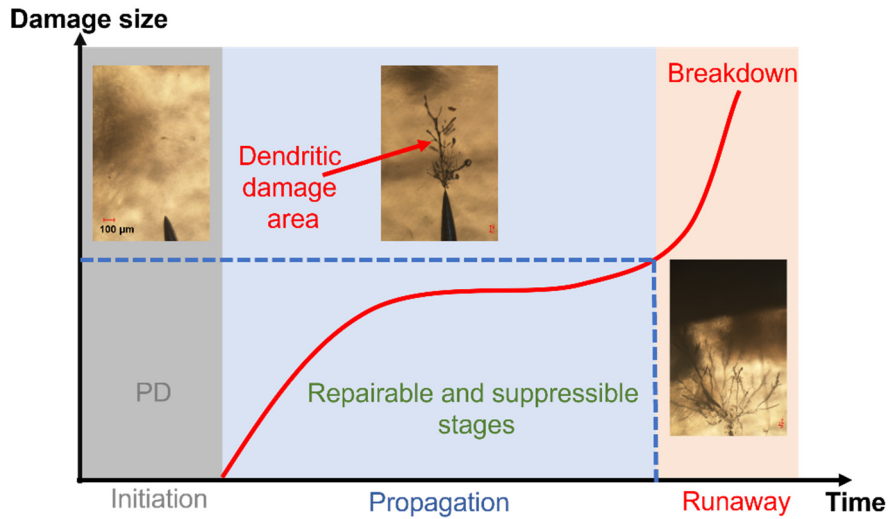 Damage size
Breakdown
Dendritic
damage
area
100 μm
PD
Repairable and suppressible
stages
Initiation
Propagation
Runaway
Time